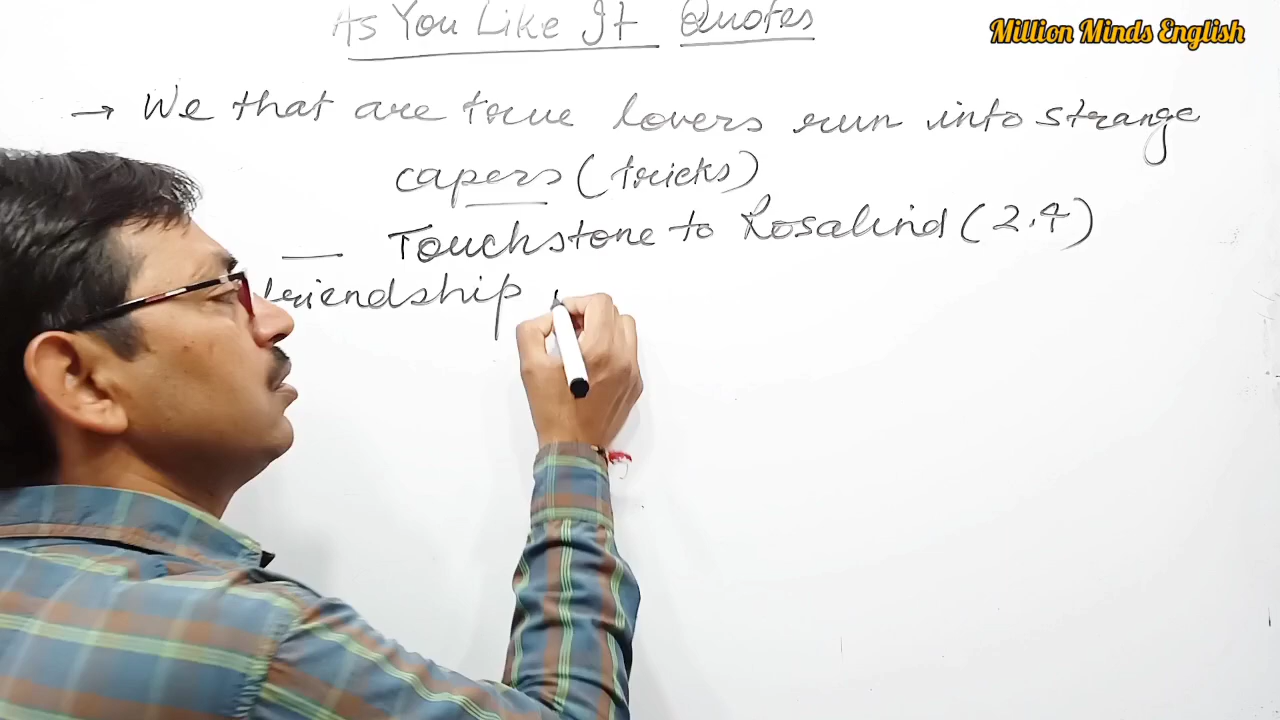 As You Like It Quotes
Million Minds English
→ We that are true lovers run into strange
capers (tricks)
— Touchstone to Rosalind (2.4)
friendship